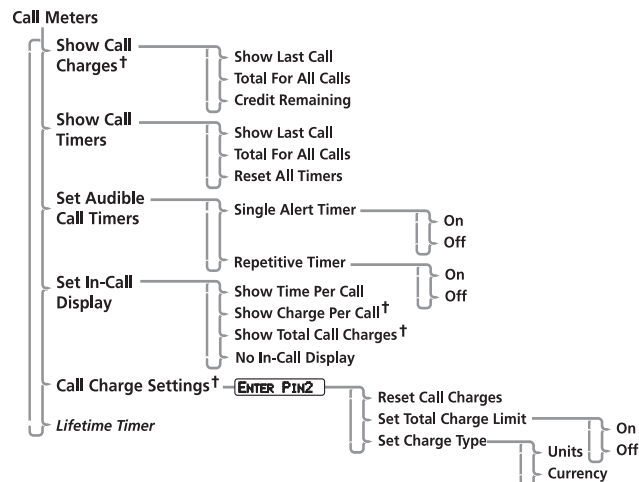 Call Meters
Show Call
Charges†
Show Last Call
Total For All Calls
Credit Remaining
Show Call
Timers
Show Last Call
Total For All Calls
Reset All Timers
Set Audible
Call Timers
Single Alert Timer
On
Off
Repetitive Timer
On
Off
Set In-Call
Display
Show Time Per Call
Show Charge Per Call†
Show Total Call Charges†
No In-Call Display
Call Charge Settings†
ENTER PIN2
Reset Call Charges
Set Total Charge Limit
On
Off
Set Charge Type
Units
Currency
Lifetime Timer